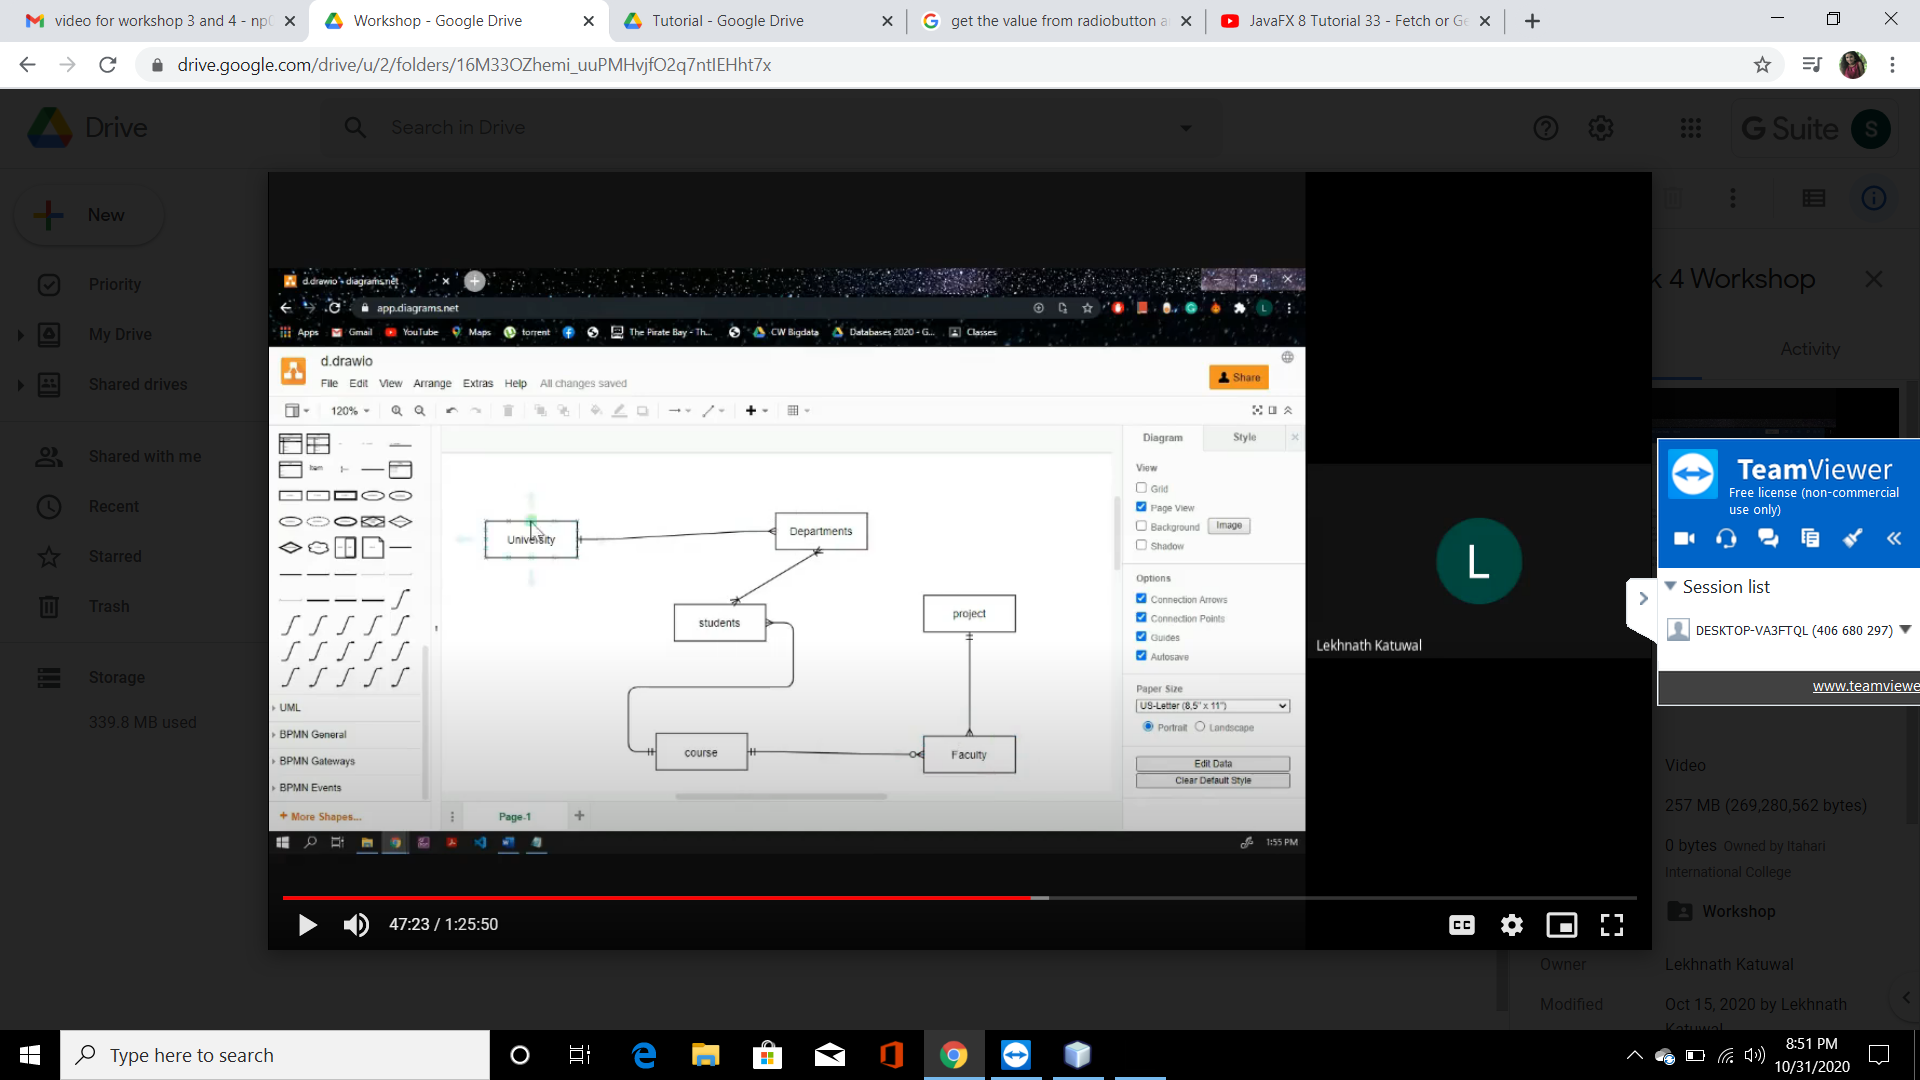 video for workshop 3 and 4 - np0
Workshop - Google Drive
Tutorial - Google Drive
get the value from radiobutton a
JavaFX 8 Tutorial 33 - Fetch or Ge
drive.google.com/drive/u/2/folders/16M33OZhemi_uuPMHvjfO2q7ntIEHht7x
Drive
Search in Drive
G Suite
S
New
Priority
My Drive
Shared drives
Shared with me
Recent
Starred
Trash
Storage
339.8 MB used
k 4 Workshop
Activity
d.drawio - diagrams.net
app.diagrams.net
L
Apps
Gmail
YouTube
Maps
torrent
The Pirate Bay - Th...
CW Bigdata
Databases 2020 - G...
Classes
d.drawio
File Edit View Arrange Extras Help All changes saved
Share
120%
University
Departments
students
project
course
Faculty
UML
BPMN General
BPMN Gateways
BPMN Events
+ More Shapes...
Page-1
Diagram
Style
View
Grid
Page View
Background
Image
Shadow
Options
Connection Arrows
Connection Points
Guides
Autosave
Paper Size
US-Letter (8,5" x 11")
Portrait
Landscape
Edit Data
Clear Default Style
1:55 PM
L
Lekhnath Katuwal
47:23 / 1:25:50
CC
TeamViewer
Free license (non-commercial
use only)
Session list
DESKTOP-VA3FTQL (406 680 297)
www.teamviewe
Video
257 MB (269,280,562 bytes)
0 bytes Owned by Itahari
International College
Workshop
Owner
Lekhnath Katuwal
Modified
Oct 15, 2020 by Lekhnath
Katuwal
Type here to search
8:51 PM
10/31/2020